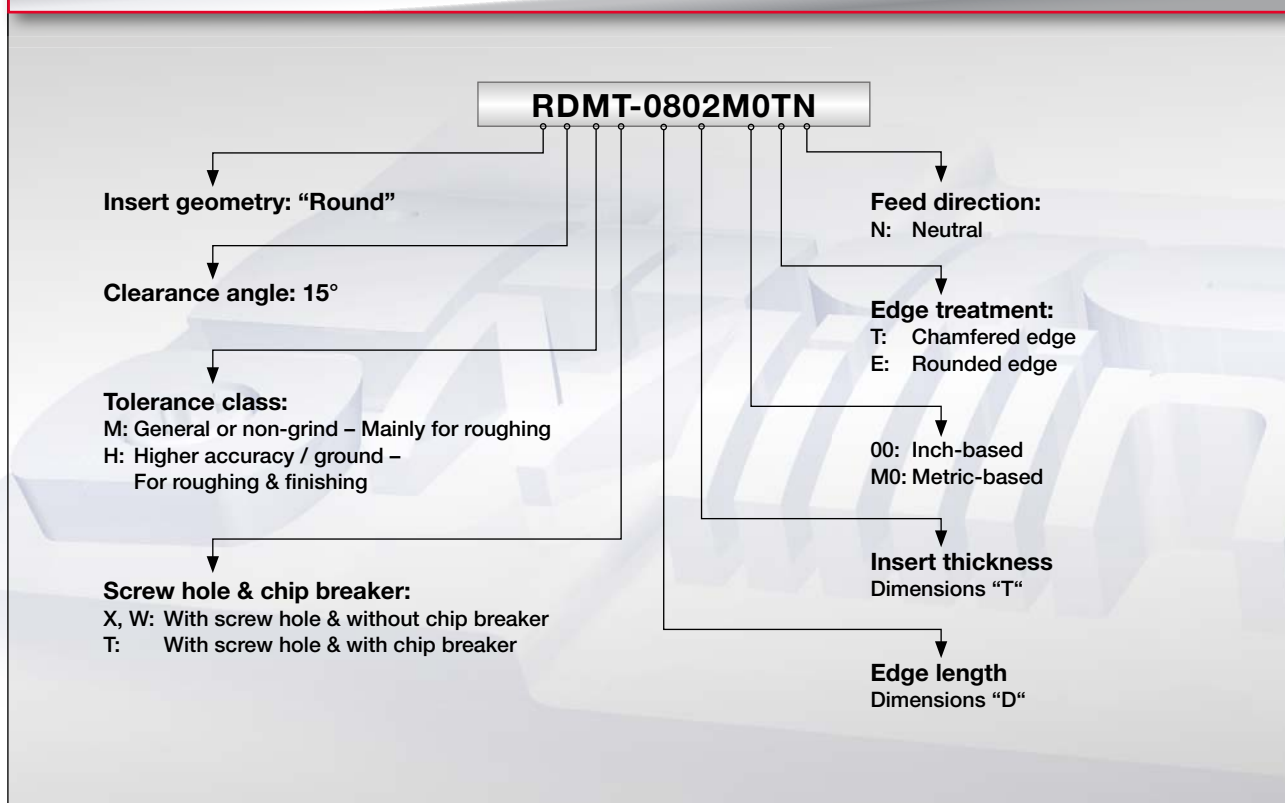 RDMT-0802M0TN
Insert geometry: “Round”
Clearance angle: 15°
Tolerance class:
M: General or non-grind – Mainly for roughing
H: Higher accuracy / ground –
For roughing & finishing
Screw hole & chip breaker:
X, W: With screw hole & without chip breaker
T: With screw hole & with chip breaker
Feed direction:
N: Neutral
Edge treatment:
T: Chamfered edge
E: Rounded edge
00: Inch-based
M0: Metric-based
Insert thickness
Dimensions “T“
Edge length
Dimensions “D“